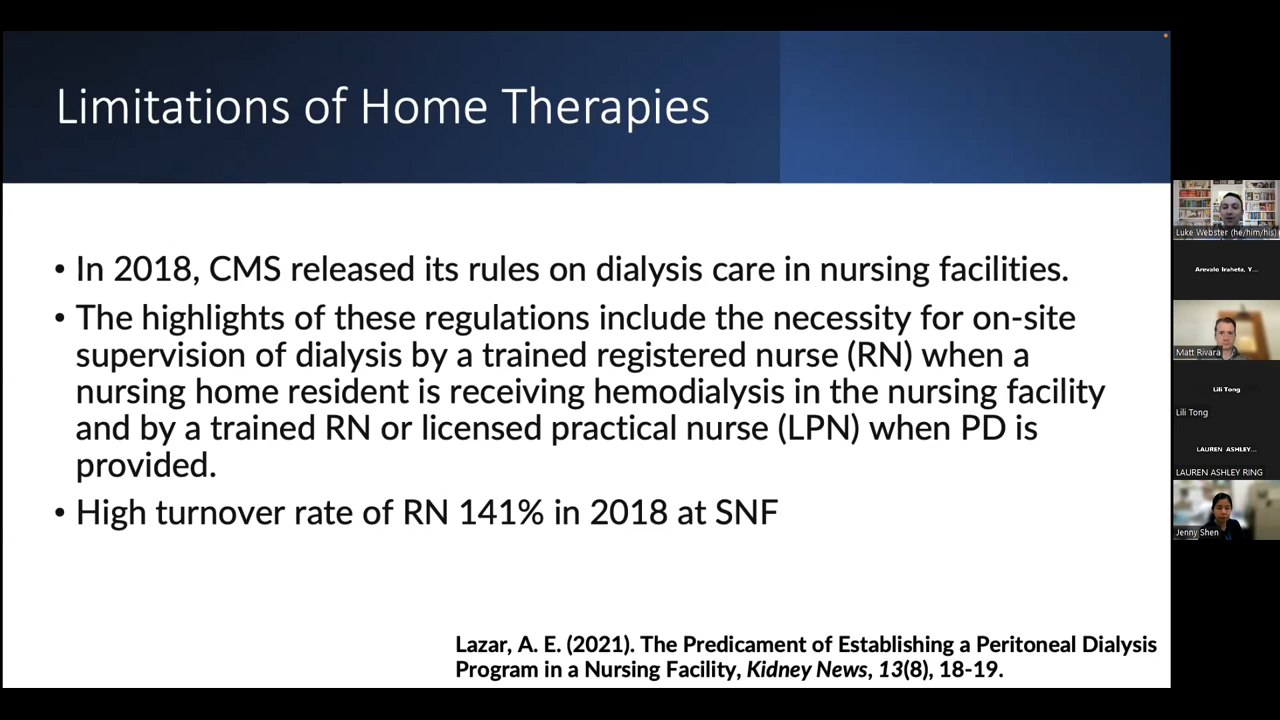 Limitations of Home Therapies
• In 2018, CMS released its rules on dialysis care in nursing facilities.
• The highlights of these regulations include the necessity for on-site
supervision of dialysis by a trained registered nurse (RN) when a
nursing home resident is receiving hemodialysis in the nursing facility
and by a trained RN or licensed practical nurse (LPN) when PD is
provided.
• High turnover rate of RN 141% in 2018 at SNF
Lazar, A. E. (2021). The Predicament of Establishing a Peritoneal Dialysis
Program in a Nursing Facility, Kidney News, 13(8), 18-19.
Luke Webster (he/him/his)
Arevalo Iraheta, Y...
Matt Rivara
Lili Tong
Lili Tong
LAUREN ASHLEY...
LAUREN ASHLEY RING
Jenny Shen